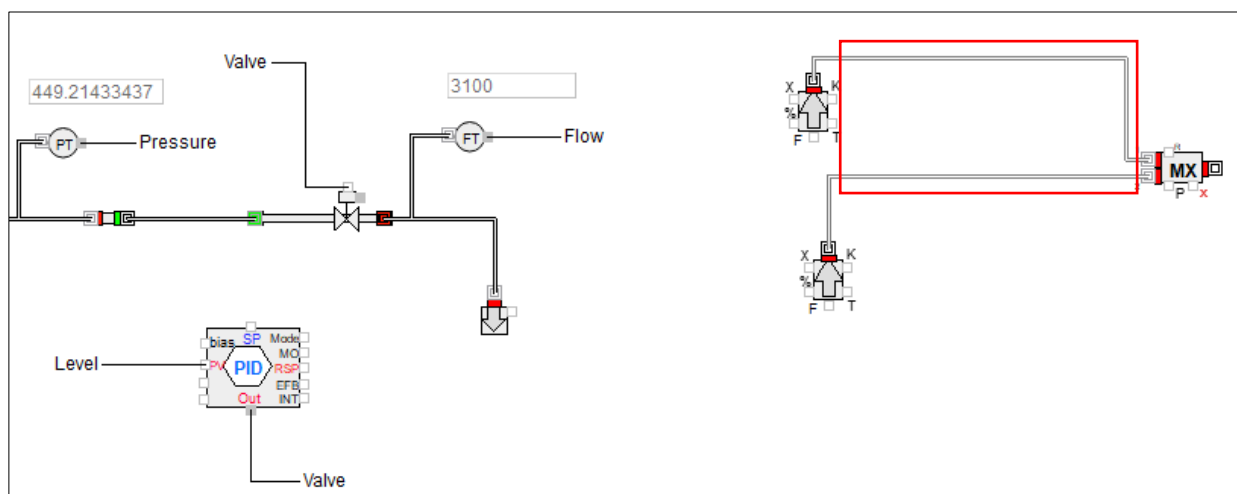 Valve
449.21433437
3100
PT
Pressure
FT
Flow
X
K
%
F
T
R
MX
P
x
X
K
%
F
T
bias
SP
Mode
MO
Level
PV
PID
RSP
EFB
Out
INT
Valve